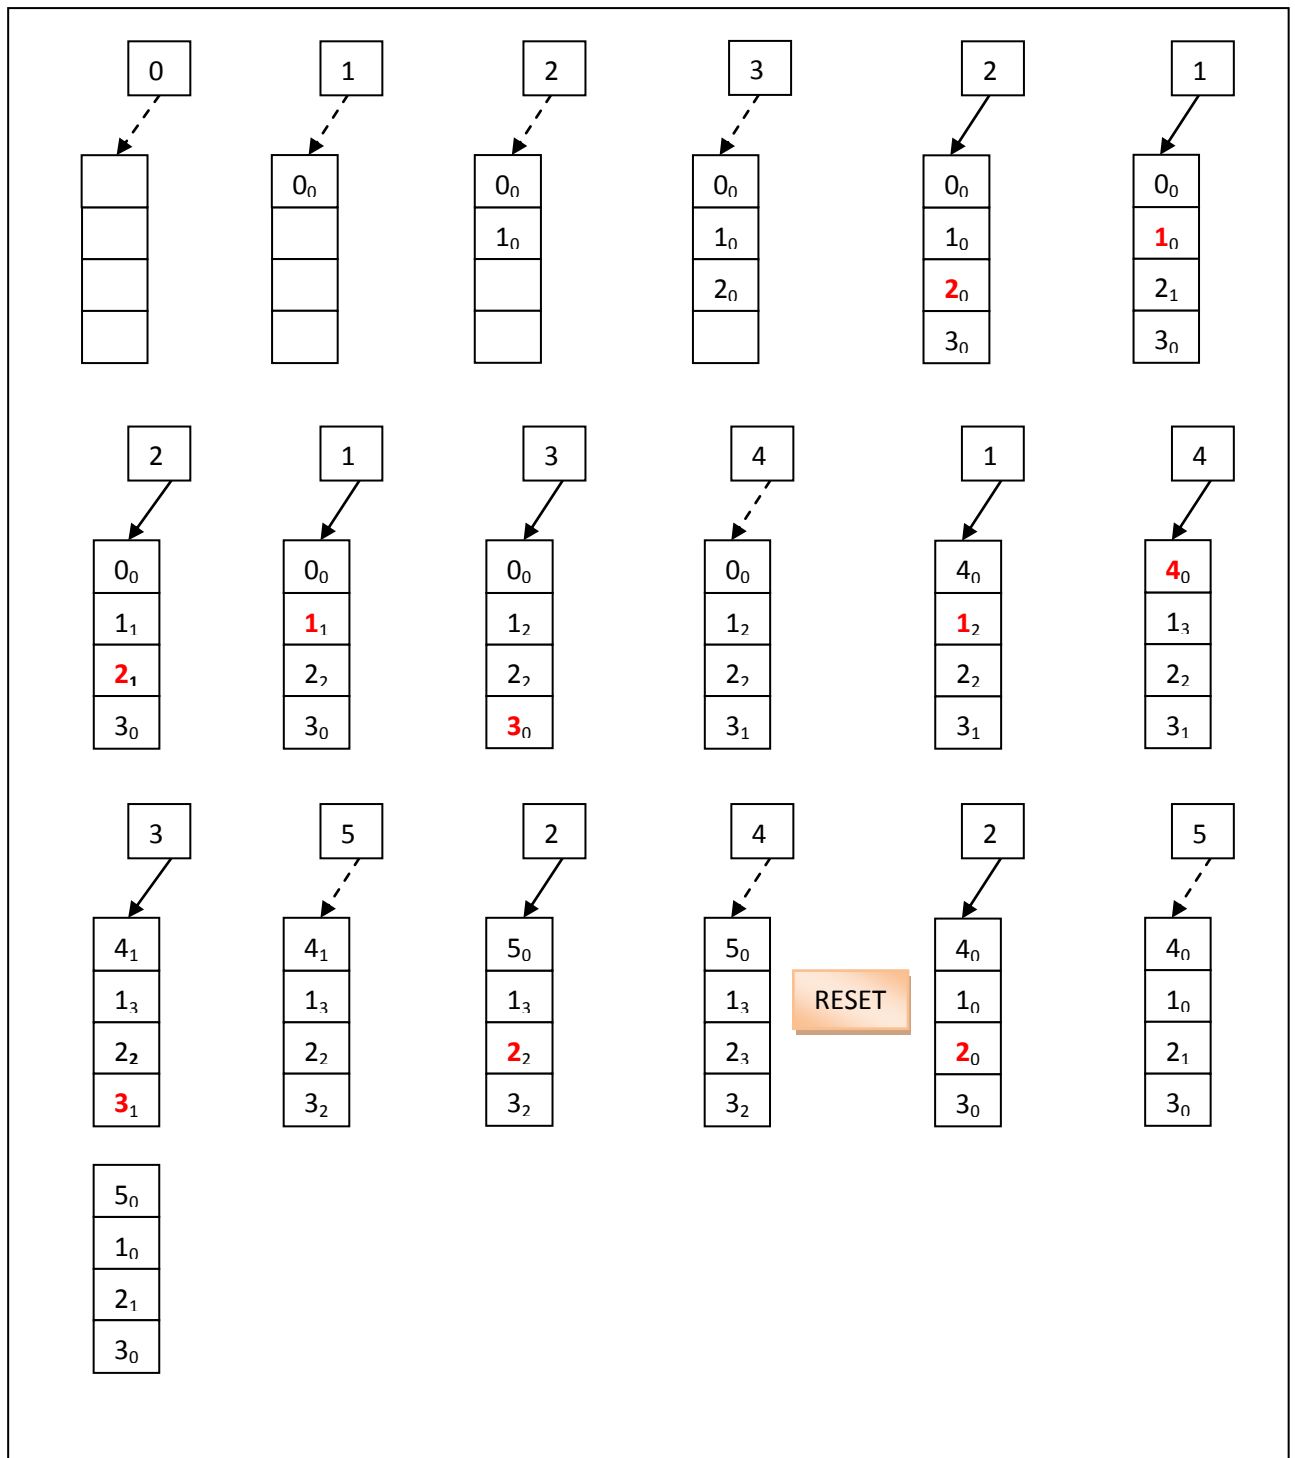 0 1 2 3 2 1
0₀ 0₀ 0₀ 0₀ 0₀
1₀ 1₀ 1₀ 1₀
2₀ 2₀ 2₁
3₀ 3₀
2 1 3 4 1 4
0₀ 0₀ 0₀ 0₀ 4₀ 4₀
1₁ 1₁ 1₂ 1₂ 1₂ 1₃
2₁ 2₂ 2₂ 2₂ 2₂ 2₂
3₀ 3₀ 3₀ 3₁ 3₁ 3₁
3 5 2 4 2 5
4₁ 4₁ 5₀ 5₀ 4₀ 4₀
1₃ 1₃ 1₃ 1₃ RESET 1₀ 1₀
2₂ 2₂ 2₂ 2₃ 2₀ 2₁
3₁ 3₂ 3₂ 3₂ 3₀ 3₀
5₀
1₀
2₁
3₀